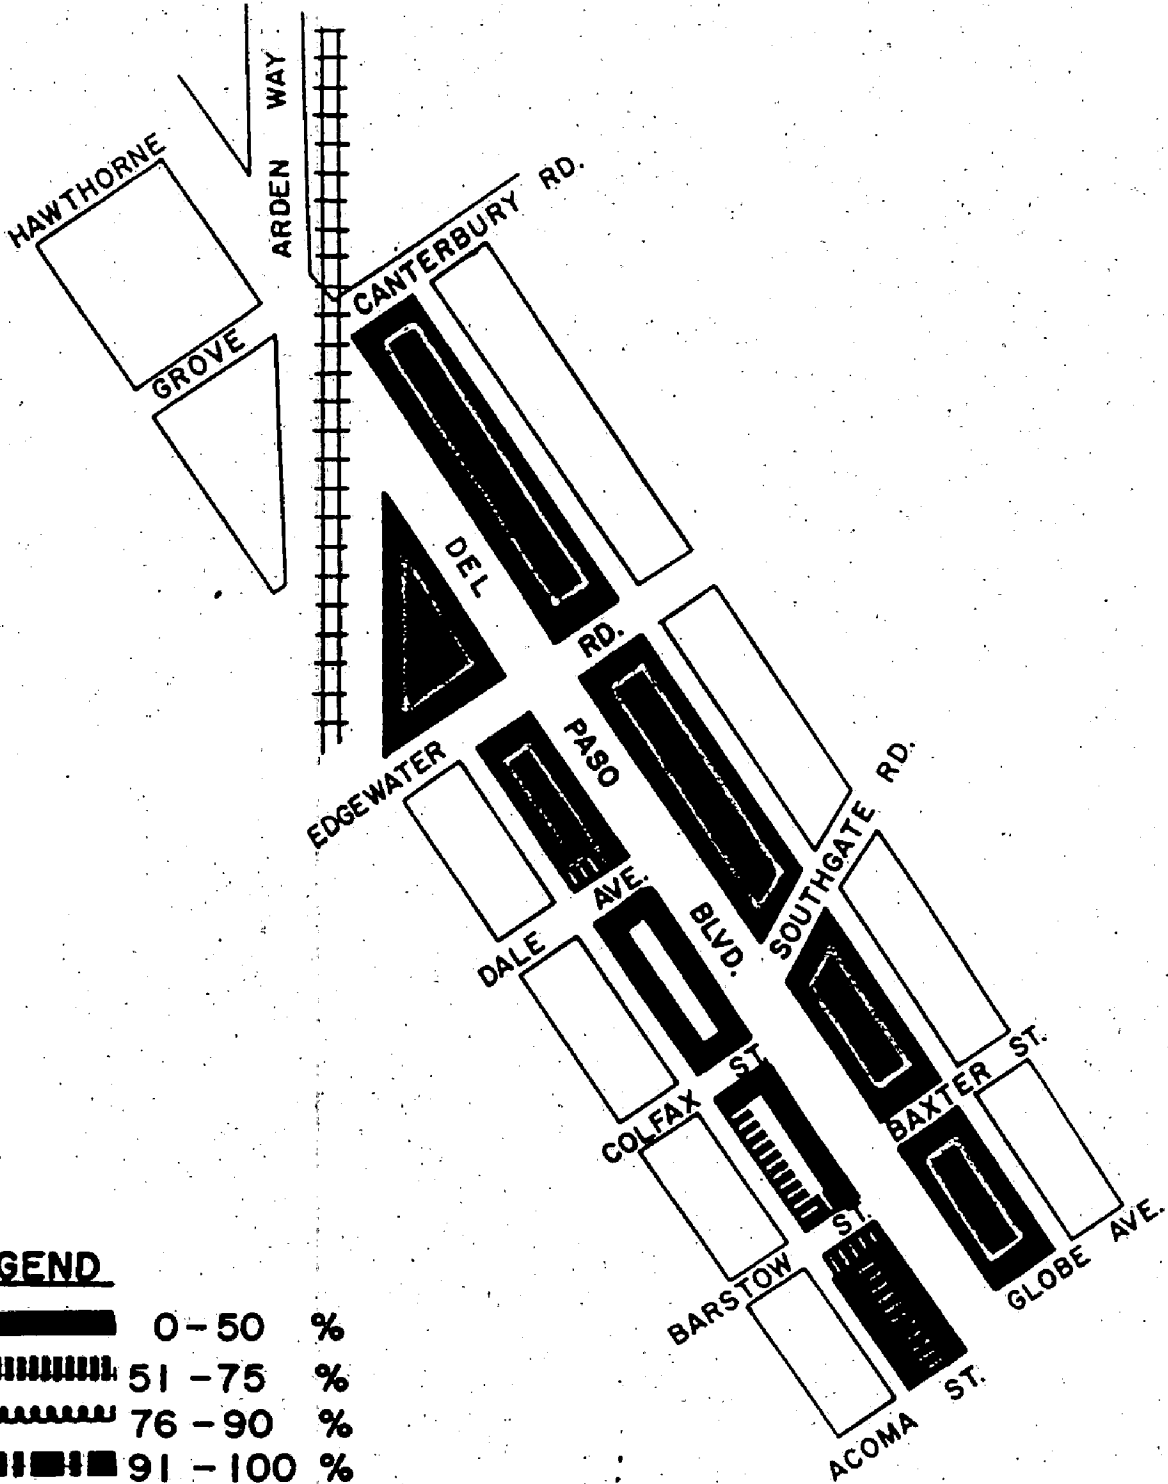 HAWTHORNE
ARDEN WAY
CANTERBURY RD.
GROVE
DEL PASO BLVD.
RD.
EDGEWATER
AVE.
SOUTHGATE RD.
DALE
COLFAX ST.
BAXTER ST.
BARSTOW ST.
GLOBE AVE.
ACOMA ST.
GEND
0-50 %
51-75 %
76-90 %
91-100 %